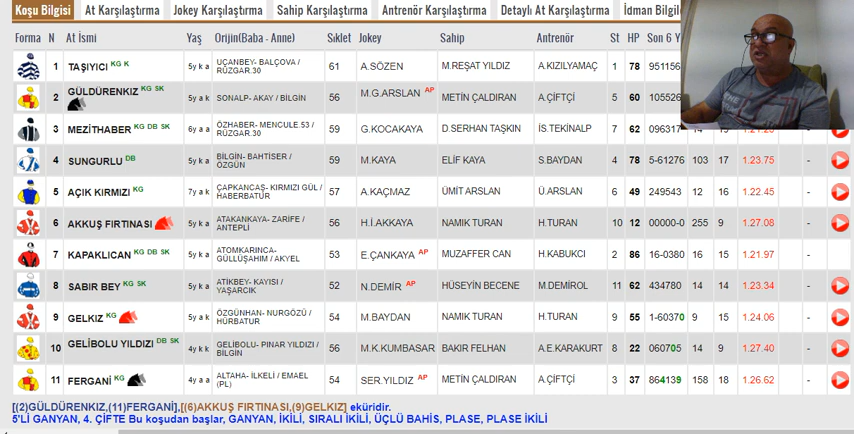 Koşu Bilgisi At Karşılaştırma Jokey Karşılaştırma Sahip Karşılaştırma Antrenör Karşılaştırma Detaylı At Karşılaştırma İdman Bilgile
Forma N At İsmi Yaş Orijin(Baba - Anne) Sıklet Jokey Sahip Antrenör St HP Son 6 Y
1 TAŞIYICI KG K 5y k a UÇANBEY- BALÇOVA / RÜZGAR.30 61 A.SÖZEN M.REŞAT YILDIZ A.KIZILYAMAÇ 1 78 951156
2 GÜLDÜRENKIZ KG SK 5y a k SONALP- AKAY / BİLGİN 56 M.G.ARSLAN AP METİN ÇALDIRAN A.ÇİFTÇİ 5 60 105526
3 MEZİTHABER KG DB SK 6y a a ÖZHABER- MENCULE.53 / RÜZGAR.30 59 G.KOCAKAYA D.SERHAN TAŞKIN İS.TEKİNALP 7 62 096317
4 SUNGURLU DB 5y k a BİLGİN- BAHTİSER / ÖZGÜN 59 M.KAYA ELİF KAYA S.BAYDAN 4 78 5-61276 103 17 1.23.75 -
5 AÇIK KIRMIZI KG 7y a k ÇAPKANCAŞ- KIRMIZI GÜL / HABERBATUR 57 A.KAÇMAZ ÜMİT ARSLAN Ü.ARSLAN 6 49 249543 12 16 1.22.45 -
6 AKKUŞ FIRTINASI 5y k a ATAKANKAYA- ZARİFE / ANTEPLİ 56 H.İ.AKKAYA NAMIK TURAN H.TURAN 10 12 00000-0 255 9 1.27.08 -
7 KAPAKLICAN KG DB SK 5y k a ATOMKARINCA- GÜLLÜŞAHIM / AKYEL 53 E.ÇANKAYA AP MUZAFFER CAN H.KABUKCI 2 86 16-0380 16 15 1.21.97 -
8 SABIR BEY KG SK 5y k a ATİKBEY- KAYISI / YAŞARCIK 52 N.DEMİR AP HÜSEYİN BECENE M.DEMİROL 11 62 434780 14 14 1.23.34 -
9 GELKIZ KG 5y a k ÖZGÜNHAN- NURGÖZÜ / HÜRBATUR 54 M.BAYDAN NAMIK TURAN H.TURAN 9 55 1-60370 9 15 1.24.06 -
10 GELİBOLU YILDIZI DB SK 4y k k GELİBOLU- PINAR YILDIZI / BİLGİN 56 M.K.KUMBASAR BAKIR FELHAN A.E.KARAKURT 8 22 060705 14 9 1.27.40 -
11 FERGANİ KG 4y a a ALTAHA- İLKELİ / EMAEL (PL) 54 SER.YILDIZ AP METİN ÇALDIRAN A.ÇİFTÇİ 3 37 864139 158 18 1.26.62 -
[(2)GÜLDÜRENKIZ,(11)FERGANİ],[(6)AKKUŞ FIRTINASI,(9)GELKIZ] eküridir.
5'Lİ GANYAN, 4. ÇİFTE Bu koşudan başlar, GANYAN, İKİLİ, SIRALI İKİLİ, ÜÇLÜ BAHİS, PLASE, PLASE İKİLİ